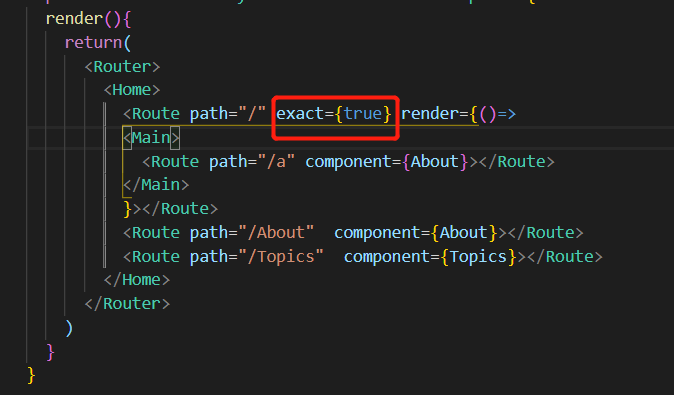 render(){
return(
<Router>
<Home>
<Route path="/" exact={true} render={()=>
<Main>
<Route path="/a" component={About}></Route>
</Main>
}></Route>
<Route path="/About"  component={About}></Route>
<Route path="/Topics"  component={Topics}></Route>
</Home>
</Router>
)
}
}